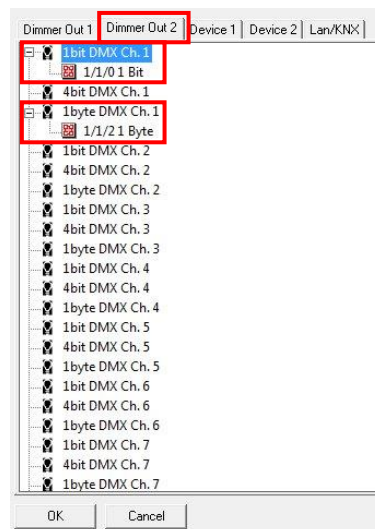 Dimmer Out 1 Dimmer Out 2 Device 1 Device 2 Lan/KNX
1bit DMX Ch. 1
1/1/0 1 Bit
4bit DMX Ch. 1
1byte DMX Ch. 1
1/1/2 1 Byte
1bit DMX Ch. 2
4bit DMX Ch. 2
1byte DMX Ch. 2
1bit DMX Ch. 3
4bit DMX Ch. 3
1byte DMX Ch. 3
1bit DMX Ch. 4
4bit DMX Ch. 4
1byte DMX Ch. 4
1bit DMX Ch. 5
4bit DMX Ch. 5
1byte DMX Ch. 5
1bit DMX Ch. 6
4bit DMX Ch. 6
1byte DMX Ch. 6
1bit DMX Ch. 7
4bit DMX Ch. 7
1byte DMX Ch. 7
OK Cancel